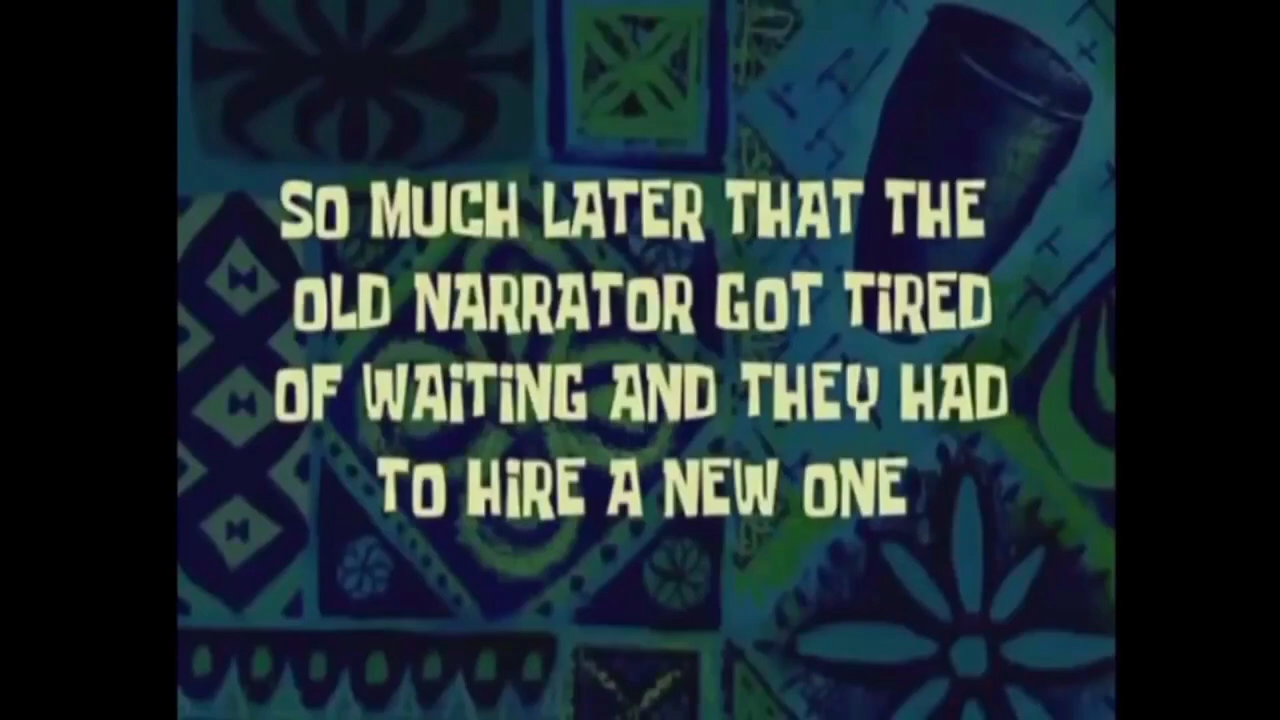 SO MUCH LATER THAT THE
OLD NARRATOR GOT TiRED
OF WAiTiNG AND THEY HAD
TO HiRE A NEW ONE